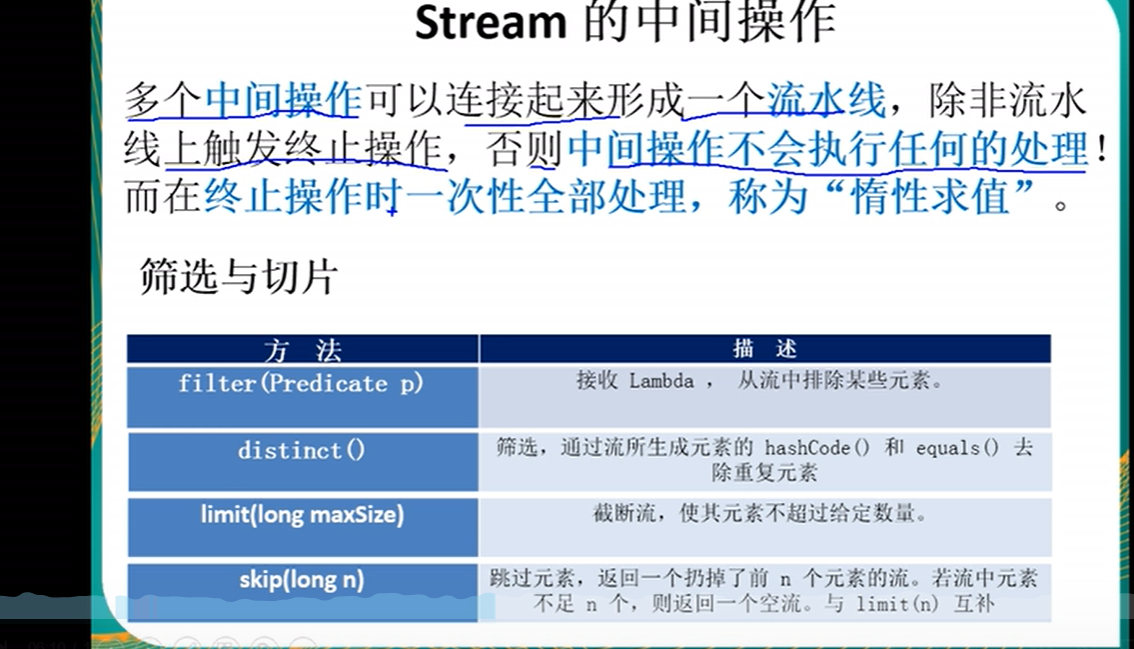 Stream 的中间操作
多个中间操作可以连接起来形成一个流水线，除非流水
线上触发终止操作，否则中间操作不会执行任何的处理！
而在终止操作时一次性全部处理，称为“惰性求值”。
筛选与切片
方 法 描 述
filter(Predicate p) 接收 Lambda ， 从流中排除某些元素。
distinct() 筛选，通过流所生成元素的 hashCode() 和 equals() 去
除重复元素
limit(long maxSize) 截断流，使其元素不超过给定数量。
skip(long n) 跳过元素，返回一个扔掉了前 n 个元素的流。若流中元素
不足 n 个，则返回一个空流。与 limit(n) 互补